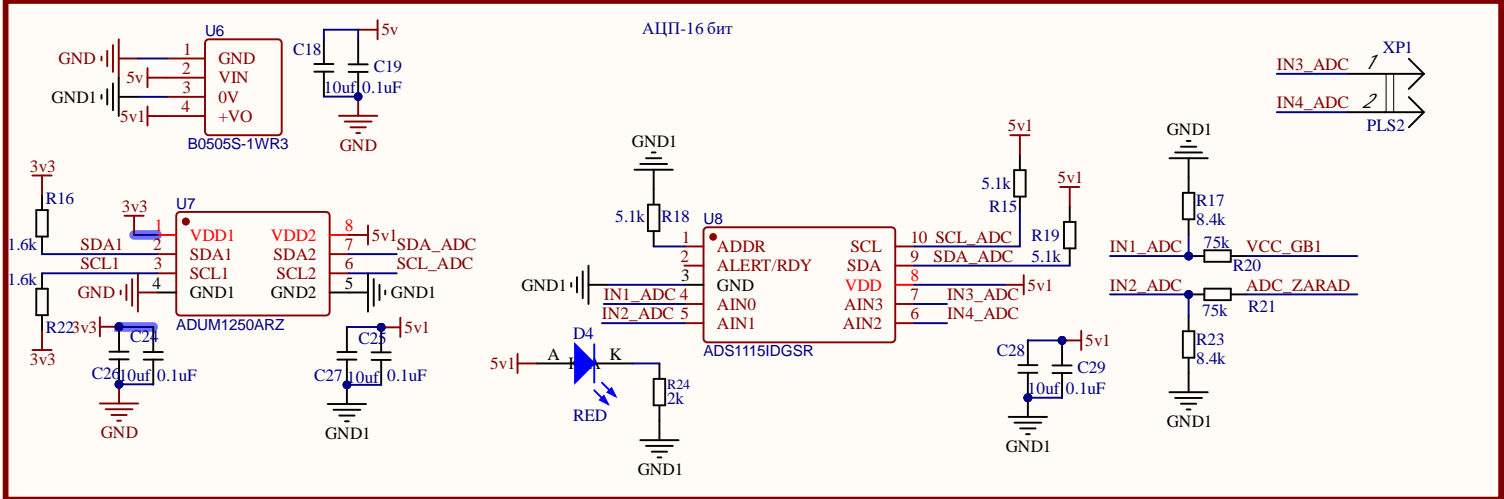 АЦП-16 бит
U6
GND
1
GND
5v
2
VIN
GND1
3
0V
5v1
4
+VO
B0505S-1WR3
5v
C18
C19
10uf
0.1uF
GND
IN3_ADC
1
XP1
IN4_ADC
2
PLS2
3v3
R16
1.6k
3v3
U7
1
VDD1
VDD2
8
5v1
SDA1
2
SDA1
SDA2
7
SDA_ADC
SCL1
3
SCL1
SCL2
6
SCL_ADC
GND
4
GND1
GND2
5
GND1
ADUM1250ARZ
1.6k
R22
3v3
3v3
C24
C26
10uf
0.1uF
GND
5v1
C25
C27
10uf
0.1uF
GND1
GND1
5.1k
R18
U8
1
ADDR
SCL
10
SCL_ADC
2
ALERT/RDY
SDA
9
SDA_ADC
GND1
3
GND
VDD
8
5v1
IN1_ADC
4
AIN0
AIN3
7
IN3_ADC
IN2_ADC
5
AIN1
AIN2
6
IN4_ADC
ADS1115IDGSR
5v1
5.1k
R15
5v1
R19
5.1k
D4
5v1
A
K
RED
R24
2k
GND1
5v1
C28
C29
10uf
0.1uF
GND1
GND1
R17
8.4k
IN1_ADC
75k
VCC_GB1
R20
IN2_ADC
ADC_ZARAD
75k
R21
R23
8.4k
GND1